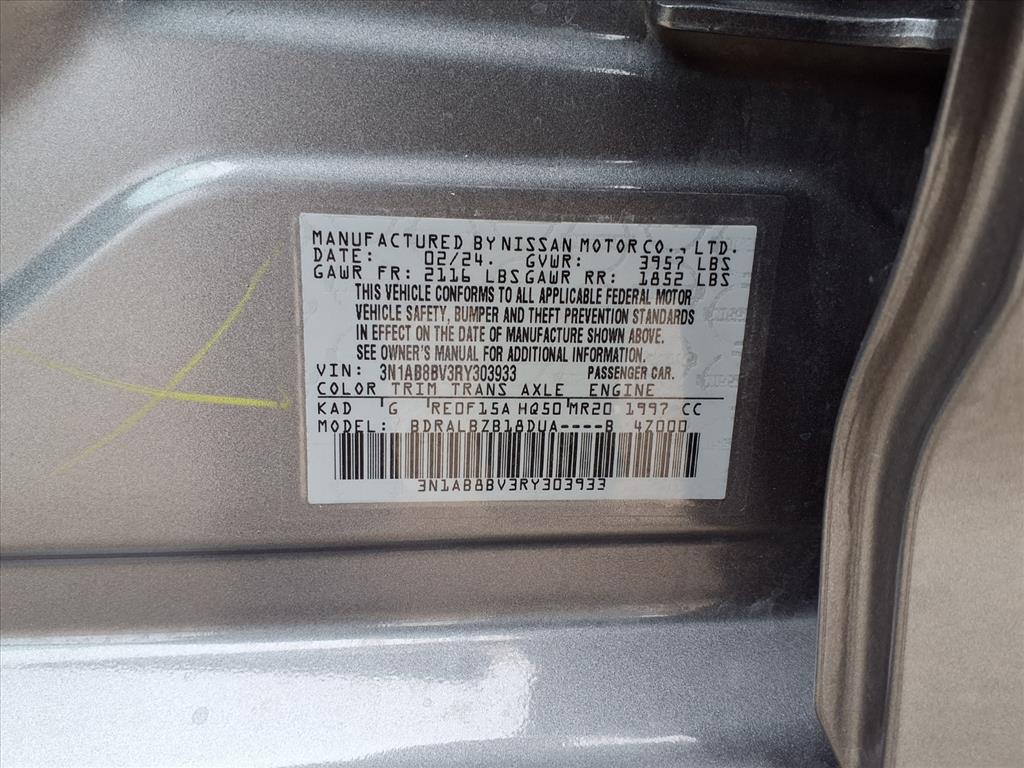 MANUFACTURED BY NISSAN MOTOR CO., LTD.
DATE: 02/24. GVWR: 3957 LBS
GAWR FR: 2116 LBS GAWR RR: 1852 LBS
THIS VEHICLE CONFORMS TO ALL APPLICABLE FEDERAL MOTOR
VEHICLE SAFETY, BUMPER AND THEFT PREVENTION STANDARDS
IN EFFECT ON THE DATE OF MANUFACTURE SHOWN ABOVE.
SEE OWNER'S MANUAL FOR ADDITIONAL INFORMATION.
VIN: 3N1AB8BV3RY303933 PASSENGER CAR.
COLOR TRIM TRANS AXLE ENGINE
KAD G RE0F15A HQ50 MR20 1997 CC
MODEL: BDRALBZB18DUA----B 4Z000
3N1AB8BV3RY303933